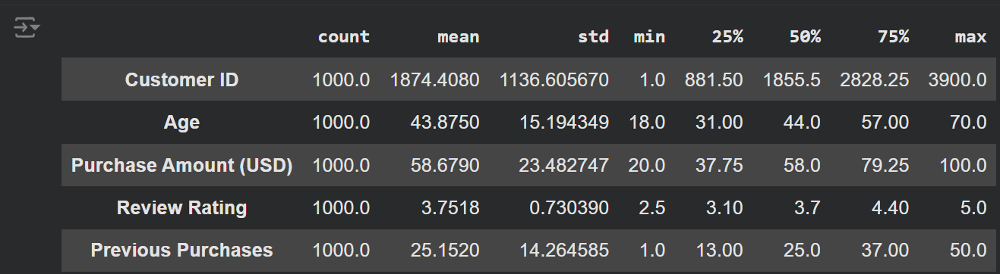 count mean std min 25% 50% 75% max
Customer ID 1000.0 1874.4080 1136.605670 1.0 881.50 1855.5 2828.25 3900.0
Age 1000.0 43.8750 15.194349 18.0 31.00 44.0 57.00 70.0
Purchase Amount (USD) 1000.0 58.6790 23.482747 20.0 37.75 58.0 79.25 100.0
Review Rating 1000.0 3.7518 0.730390 2.5 3.10 3.7 4.40 5.0
Previous Purchases 1000.0 25.1520 14.264585 1.0 13.00 25.0 37.00 50.0